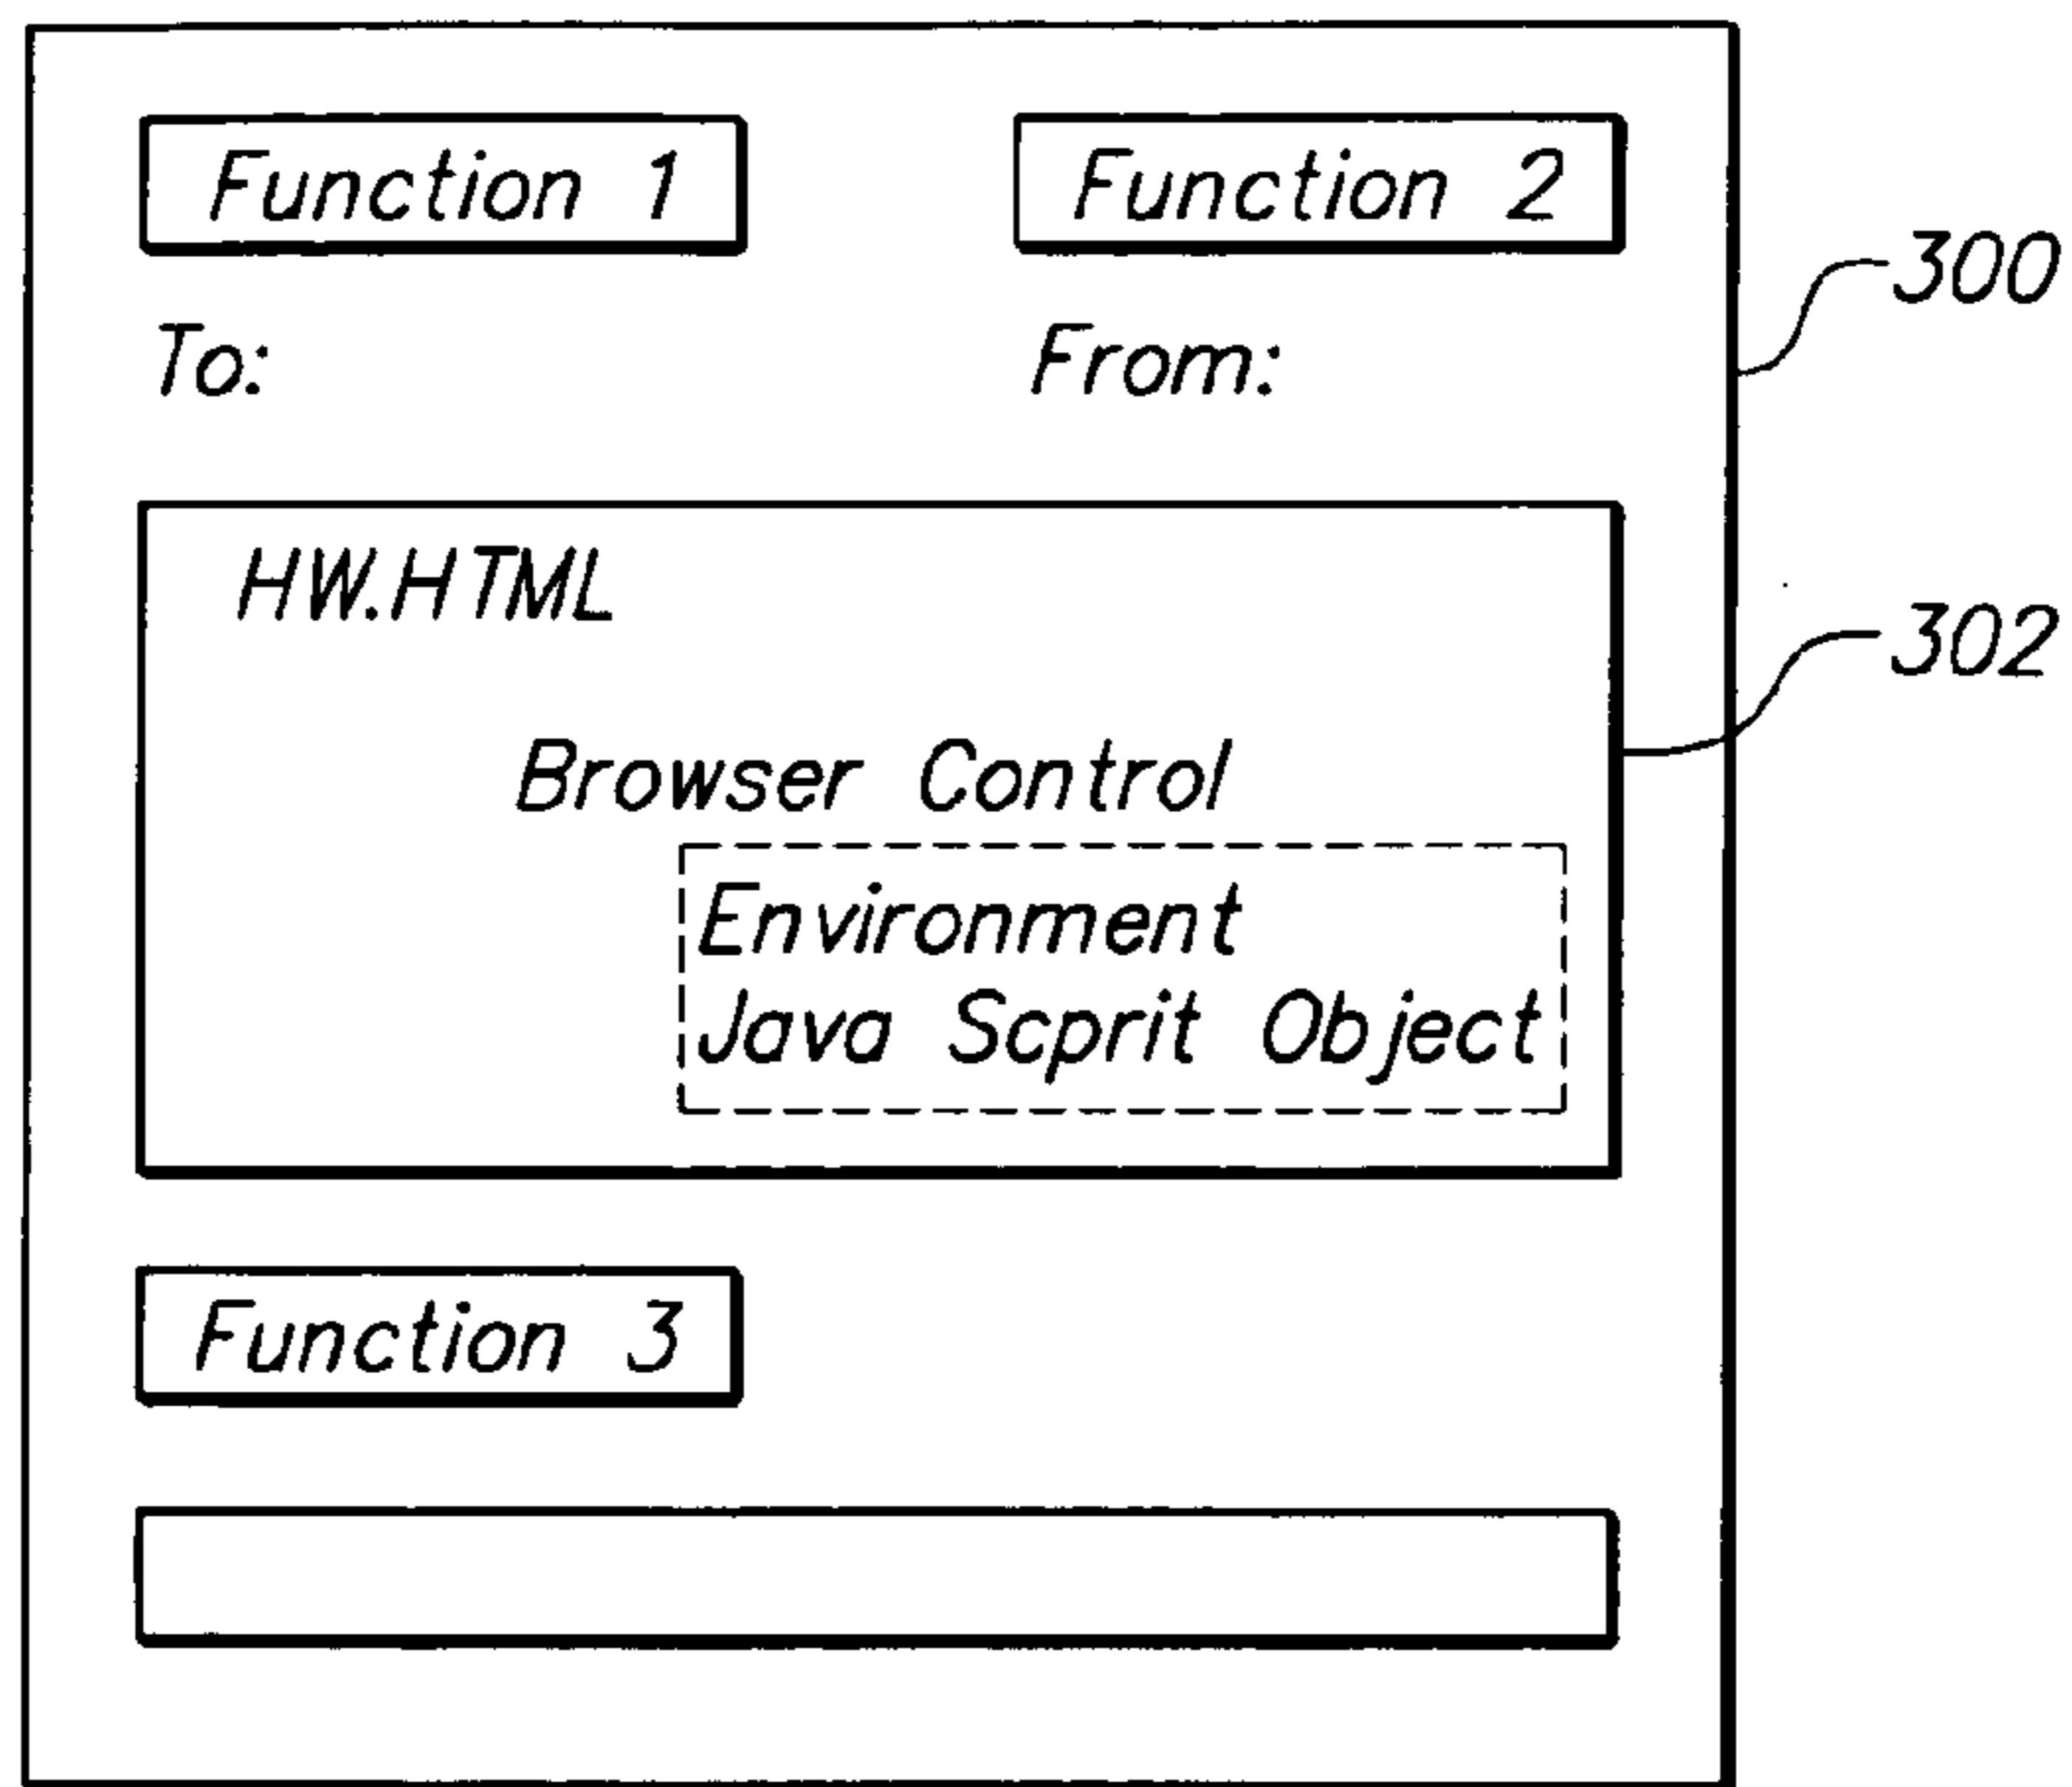 Function 1
Function 2
300
To:
From:
HW.HTML
302
Browser Control
Environment
Java Scprit Object
Function 3